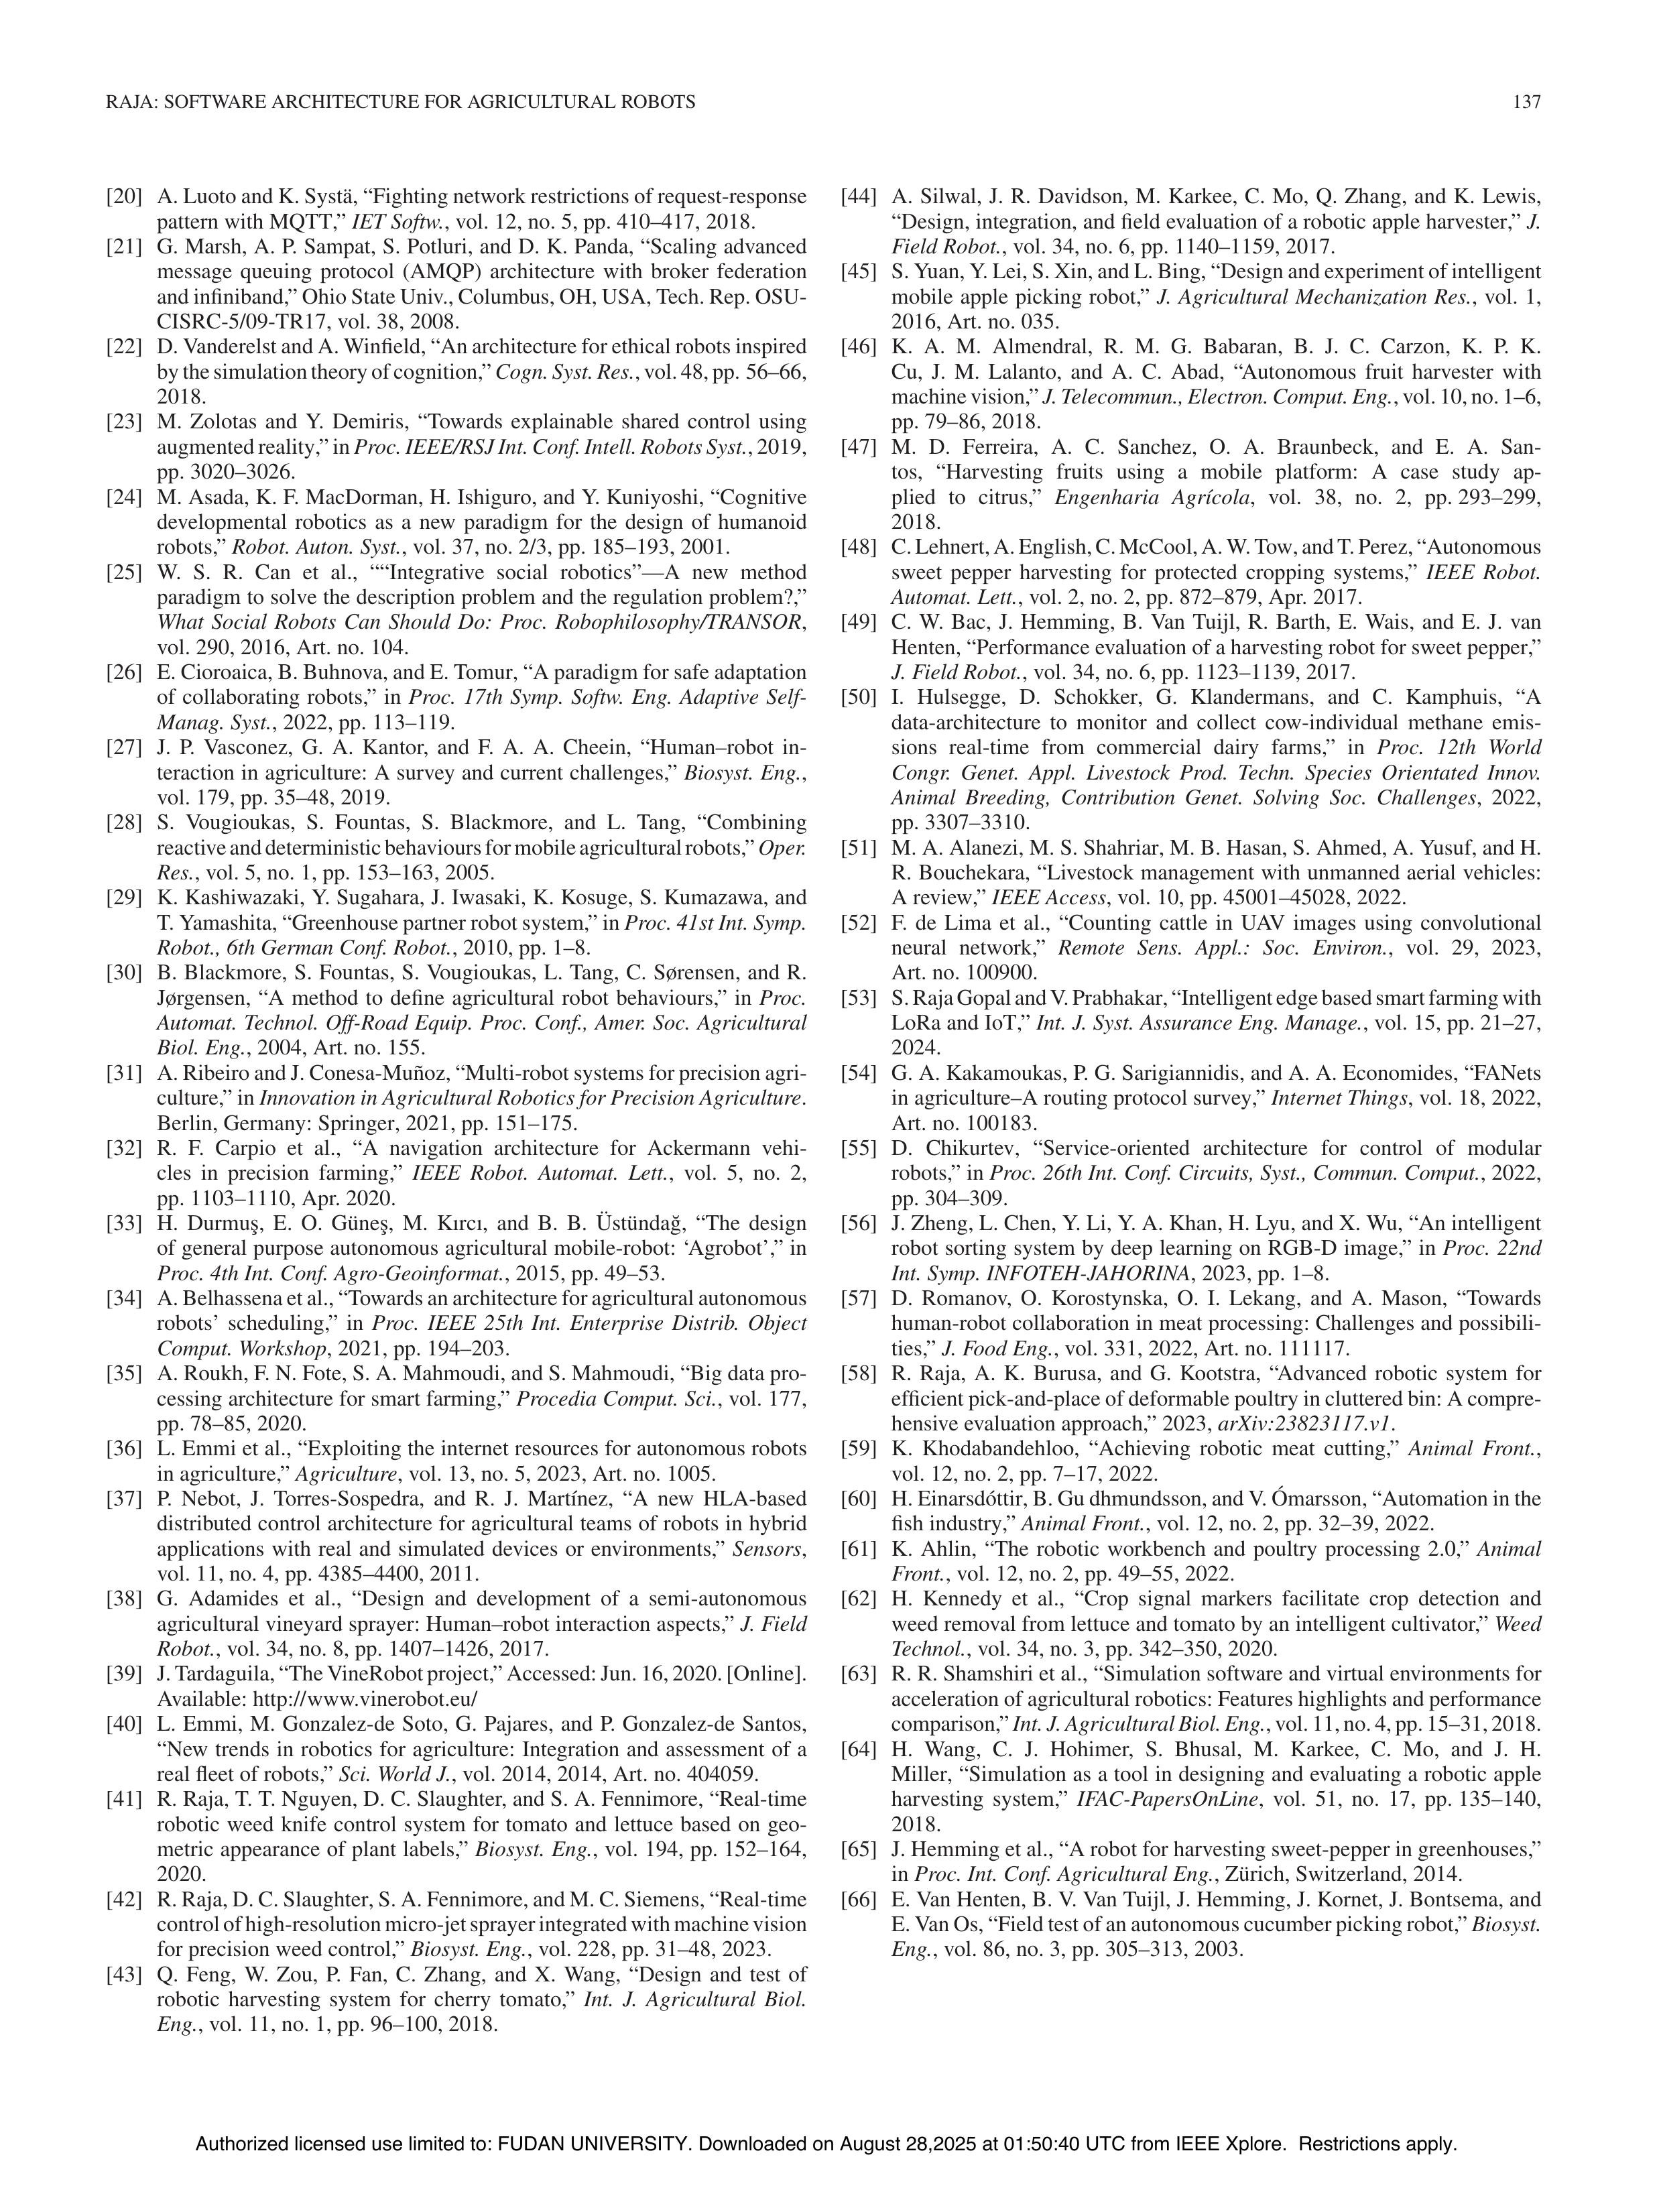 RAJA: SOFTWARE ARCHITECTURE FOR AGRICULTURAL ROBOTS
137
[20] A. Luoto and K. Systä, “Fighting network restrictions of request-response
pattern with MQTT,” IET Softw., vol. 12, no. 5, pp. 410–417, 2018.
[21] G. Marsh, A. P. Sampat, S. Potluri, and D. K. Panda, “Scaling advanced
message queuing protocol (AMQP) architecture with broker federation
and infiniband,” Ohio State Univ., Columbus, OH, USA, Tech. Rep. OSU-
CISRC-5/09-TR17, vol. 38, 2008.
[22] D. Vanderelst and A. Winfield, “An architecture for ethical robots inspired
by the simulation theory of cognition,” Cogn. Syst. Res., vol. 48, pp. 56–66,
2018.
[23] M. Zolotas and Y. Demiris, “Towards explainable shared control using
augmented reality,” in Proc. IEEE/RSJ Int. Conf. Intell. Robots Syst., 2019,
pp. 3020–3026.
[24] M. Asada, K. F. MacDorman, H. Ishiguro, and Y. Kuniyoshi, “Cognitive
developmental robotics as a new paradigm for the design of humanoid
robots,” Robot. Auton. Syst., vol. 37, no. 2/3, pp. 185–193, 2001.
[25] W. S. R. Can et al., ““Integrative social robotics”—A new method
paradigm to solve the description problem and the regulation problem?,”
What Social Robots Can Should Do: Proc. Robophilosophy/TRANSOR,
vol. 290, 2016, Art. no. 104.
[26] E. Cioroaica, B. Buhnova, and E. Tomur, “A paradigm for safe adaptation
of collaborating robots,” in Proc. 17th Symp. Softw. Eng. Adaptive Self-
Manag. Syst., 2022, pp. 113–119.
[27] J. P. Vasconez, G. A. Kantor, and F. A. A. Cheein, “Human–robot in-
teraction in agriculture: A survey and current challenges,” Biosyst. Eng.,
vol. 179, pp. 35–48, 2019.
[28] S. Vougioukas, S. Fountas, S. Blackmore, and L. Tang, “Combining
reactive and deterministic behaviours for mobile agricultural robots,” Oper.
Res., vol. 5, no. 1, pp. 153–163, 2005.
[29] K. Kashiwazaki, Y. Sugahara, J. Iwasaki, K. Kosuge, S. Kumazawa, and
T. Yamashita, “Greenhouse partner robot system,” in Proc. 41st Int. Symp.
Robot., 6th German Conf. Robot., 2010, pp. 1–8.
[30] B. Blackmore, S. Fountas, S. Vougioukas, L. Tang, C. Sørensen, and R.
Jørgensen, “A method to define agricultural robot behaviours,” in Proc.
Automat. Technol. Off-Road Equip. Proc. Conf., Amer. Soc. Agricultural
Biol. Eng., 2004, Art. no. 155.
[31] A. Ribeiro and J. Conesa-Muñoz, “Multi-robot systems for precision agri-
culture,” in Innovation in Agricultural Robotics for Precision Agriculture.
Berlin, Germany: Springer, 2021, pp. 151–175.
[32] R. F. Carpio et al., “A navigation architecture for Ackermann vehi-
cles in precision farming,” IEEE Robot. Automat. Lett., vol. 5, no. 2,
pp. 1103–1110, Apr. 2020.
[33] H. Durmuş, E. O. Güneş, M. Kırcı, and B. B. Üstündağ, “The design
of general purpose autonomous agricultural mobile-robot: ‘Agrobot’,” in
Proc. 4th Int. Conf. Agro-Geoinformat., 2015, pp. 49–53.
[34] A. Belhassena et al., “Towards an architecture for agricultural autonomous
robots’ scheduling,” in Proc. IEEE 25th Int. Enterprise Distrib. Object
Comput. Workshop, 2021, pp. 194–203.
[35] A. Roukh, F. N. Fote, S. A. Mahmoudi, and S. Mahmoudi, “Big data pro-
cessing architecture for smart farming,” Procedia Comput. Sci., vol. 177,
pp. 78–85, 2020.
[36] L. Emmi et al., “Exploiting the internet resources for autonomous robots
in agriculture,” Agriculture, vol. 13, no. 5, 2023, Art. no. 1005.
[37] P. Nebot, J. Torres-Sospedra, and R. J. Martínez, “A new HLA-based
distributed control architecture for agricultural teams of robots in hybrid
applications with real and simulated devices or environments,” Sensors,
vol. 11, no. 4, pp. 4385–4400, 2011.
[38] G. Adamides et al., “Design and development of a semi-autonomous
agricultural vineyard sprayer: Human–robot interaction aspects,” J. Field
Robot., vol. 34, no. 8, pp. 1407–1426, 2017.
[39] J. Tardaguila, “The VineRobot project,” Accessed: Jun. 16, 2020. [Online].
Available: http://www.vinerobot.eu/
[40] L. Emmi, M. Gonzalez-de Soto, G. Pajares, and P. Gonzalez-de Santos,
“New trends in robotics for agriculture: Integration and assessment of a
real fleet of robots,” Sci. World J., vol. 2014, 2014, Art. no. 404059.
[41] R. Raja, T. T. Nguyen, D. C. Slaughter, and S. A. Fennimore, “Real-time
robotic weed knife control system for tomato and lettuce based on geo-
metric appearance of plant labels,” Biosyst. Eng., vol. 194, pp. 152–164,
2020.
[42] R. Raja, D. C. Slaughter, S. A. Fennimore, and M. C. Siemens, “Real-time
control of high-resolution micro-jet sprayer integrated with machine vision
for precision weed control,” Biosyst. Eng., vol. 228, pp. 31–48, 2023.
[43] Q. Feng, W. Zou, P. Fan, C. Zhang, and X. Wang, “Design and test of
robotic harvesting system for cherry tomato,” Int. J. Agricultural Biol.
Eng., vol. 11, no. 1, pp. 96–100, 2018.
[44] A. Silwal, J. R. Davidson, M. Karkee, C. Mo, Q. Zhang, and K. Lewis,
“Design, integration, and field evaluation of a robotic apple harvester,” J.
Field Robot., vol. 34, no. 6, pp. 1140–1159, 2017.
[45] S. Yuan, Y. Lei, S. Xin, and L. Bing, “Design and experiment of intelligent
mobile apple picking robot,” J. Agricultural Mechanization Res., vol. 1,
2016, Art. no. 035.
[46] K. A. M. Almendral, R. M. G. Babaran, B. J. C. Carzon, K. P. K.
Cu, J. M. Lalanto, and A. C. Abad, “Autonomous fruit harvester with
machine vision,” J. Telecommun., Electron. Comput. Eng., vol. 10, no. 1–6,
pp. 79–86, 2018.
[47] M. D. Ferreira, A. C. Sanchez, O. A. Braunbeck, and E. A. San-
tos, “Harvesting fruits using a mobile platform: A case study ap-
plied to citrus,” Engenharia Agrícola, vol. 38, no. 2, pp. 293–299,
2018.
[48] C. Lehnert, A. English, C. McCool, A. W. Tow, and T. Perez, “Autonomous
sweet pepper harvesting for protected cropping systems,” IEEE Robot.
Automat. Lett., vol. 2, no. 2, pp. 872–879, Apr. 2017.
[49] C. W. Bac, J. Hemming, B. Van Tuijl, R. Barth, E. Wais, and E. J. van
Henten, “Performance evaluation of a harvesting robot for sweet pepper,”
J. Field Robot., vol. 34, no. 6, pp. 1123–1139, 2017.
[50] I. Hulsegge, D. Schokker, G. Klandermans, and C. Kamphuis, “A
data-architecture to monitor and collect cow-individual methane emis-
sions real-time from commercial dairy farms,” in Proc. 12th World
Congr. Genet. Appl. Livestock Prod. Techn. Species Orientated Innov.
Animal Breeding, Contribution Genet. Solving Soc. Challenges, 2022,
pp. 3307–3310.
[51] M. A. Alanezi, M. S. Shahriar, M. B. Hasan, S. Ahmed, A. Yusuf, and H.
R. Bouchekara, “Livestock management with unmanned aerial vehicles:
A review,” IEEE Access, vol. 10, pp. 45001–45028, 2022.
[52] F. de Lima et al., “Counting cattle in UAV images using convolutional
neural network,” Remote Sens. Appl.: Soc. Environ., vol. 29, 2023,
Art. no. 100900.
[53] S. Raja Gopal and V. Prabhakar, “Intelligent edge based smart farming with
LoRa and IoT,” Int. J. Syst. Assurance Eng. Manage., vol. 15, pp. 21–27,
2024.
[54] G. A. Kakamoukas, P. G. Sarigiannidis, and A. A. Economides, “FANets
in agriculture–A routing protocol survey,” Internet Things, vol. 18, 2022,
Art. no. 100183.
[55] D. Chikurtev, “Service-oriented architecture for control of modular
robots,” in Proc. 26th Int. Conf. Circuits, Syst., Commun. Comput., 2022,
pp. 304–309.
[56] J. Zheng, L. Chen, Y. Li, Y. A. Khan, H. Lyu, and X. Wu, “An intelligent
robot sorting system by deep learning on RGB-D image,” in Proc. 22nd
Int. Symp. INFOTEH-JAHORINA, 2023, pp. 1–8.
[57] D. Romanov, O. Korostynska, O. I. Lekang, and A. Mason, “Towards
human-robot collaboration in meat processing: Challenges and possibili-
ties,” J. Food Eng., vol. 331, 2022, Art. no. 111117.
[58] R. Raja, A. K. Burusa, and G. Kootstra, “Advanced robotic system for
efficient pick-and-place of deformable poultry in cluttered bin: A compre-
hensive evaluation approach,” 2023, arXiv:23823117.v1.
[59] K. Khodabandehloo, “Achieving robotic meat cutting,” Animal Front.,
vol. 12, no. 2, pp. 7–17, 2022.
[60] H. Einarsdóttir, B. Gu dhmundsson, and V. Ómarsson, “Automation in the
fish industry,” Animal Front., vol. 12, no. 2, pp. 32–39, 2022.
[61] K. Ahlin, “The robotic workbench and poultry processing 2.0,” Animal
Front., vol. 12, no. 2, pp. 49–55, 2022.
[62] H. Kennedy et al., “Crop signal markers facilitate crop detection and
weed removal from lettuce and tomato by an intelligent cultivator,” Weed
Technol., vol. 34, no. 3, pp. 342–350, 2020.
[63] R. R. Shamshiri et al., “Simulation software and virtual environments for
acceleration of agricultural robotics: Features highlights and performance
comparison,” Int. J. Agricultural Biol. Eng., vol. 11, no. 4, pp. 15–31, 2018.
[64] H. Wang, C. J. Hohimer, S. Bhusal, M. Karkee, C. Mo, and J. H.
Miller, “Simulation as a tool in designing and evaluating a robotic apple
harvesting system,” IFAC-PapersOnLine, vol. 51, no. 17, pp. 135–140,
2018.
[65] J. Hemming et al., “A robot for harvesting sweet-pepper in greenhouses,”
in Proc. Int. Conf. Agricultural Eng., Zürich, Switzerland, 2014.
[66] E. Van Henten, B. V. Van Tuijl, J. Hemming, J. Kornet, J. Bontsema, and
E. Van Os, “Field test of an autonomous cucumber picking robot,” Biosyst.
Eng., vol. 86, no. 3, pp. 305–313, 2003.
Authorized licensed use limited to: FUDAN UNIVERSITY. Downloaded on August 28,2025 at 01:50:40 UTC from IEEE Xplore. Restrictions apply.